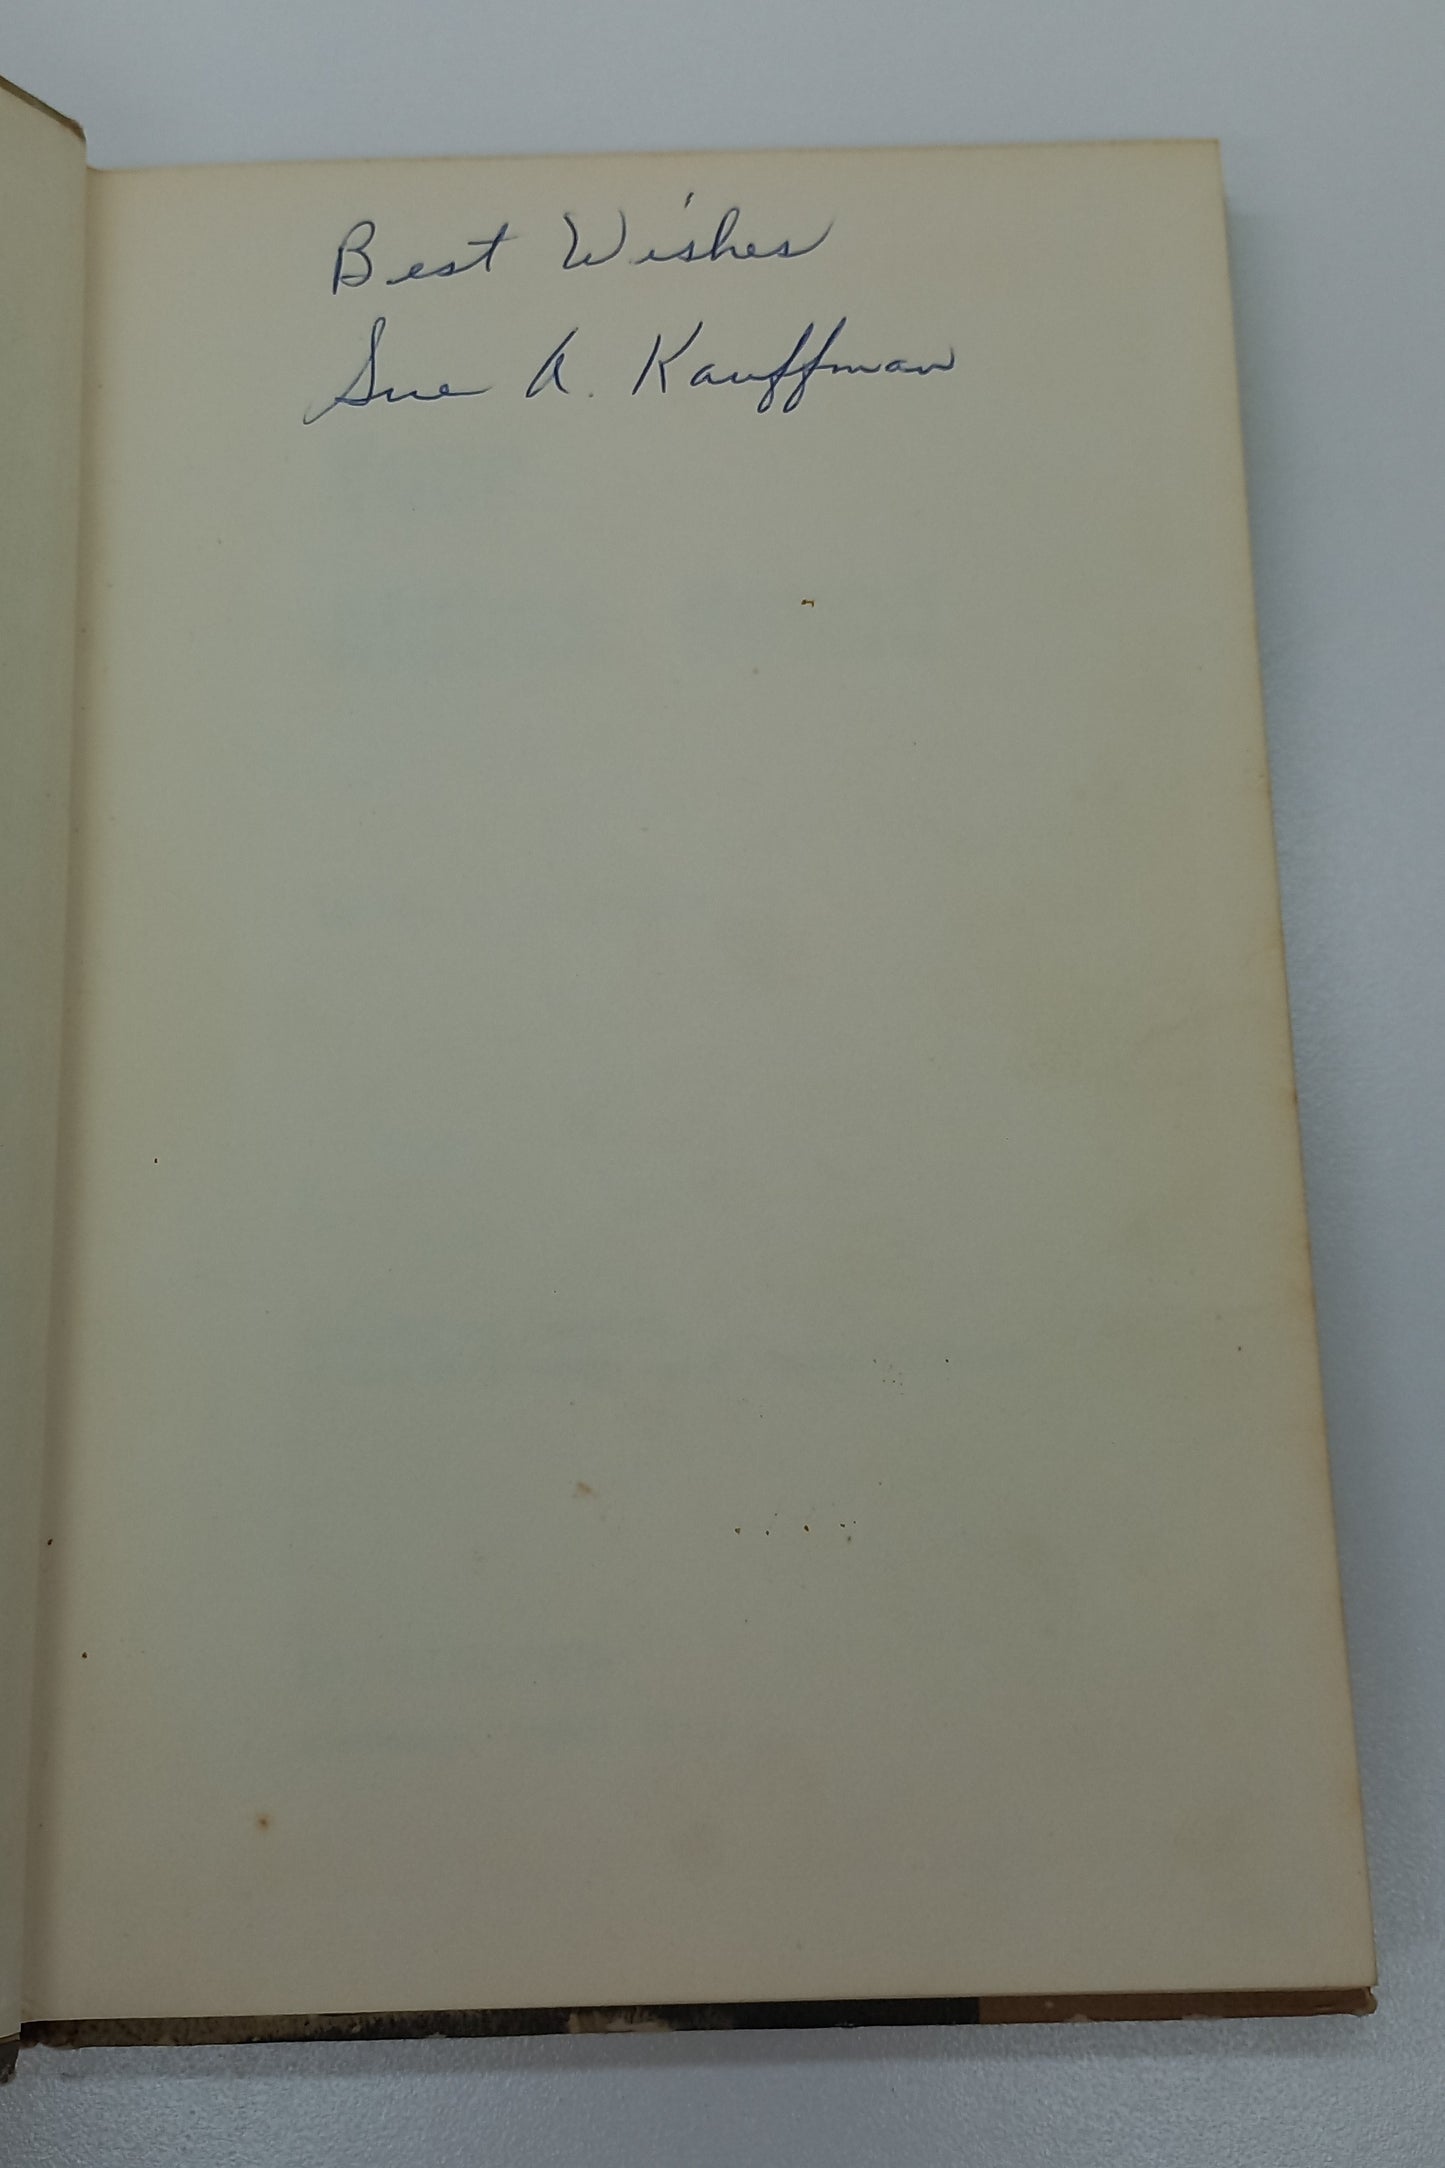 Best Wishes
Sue A. Kauffman